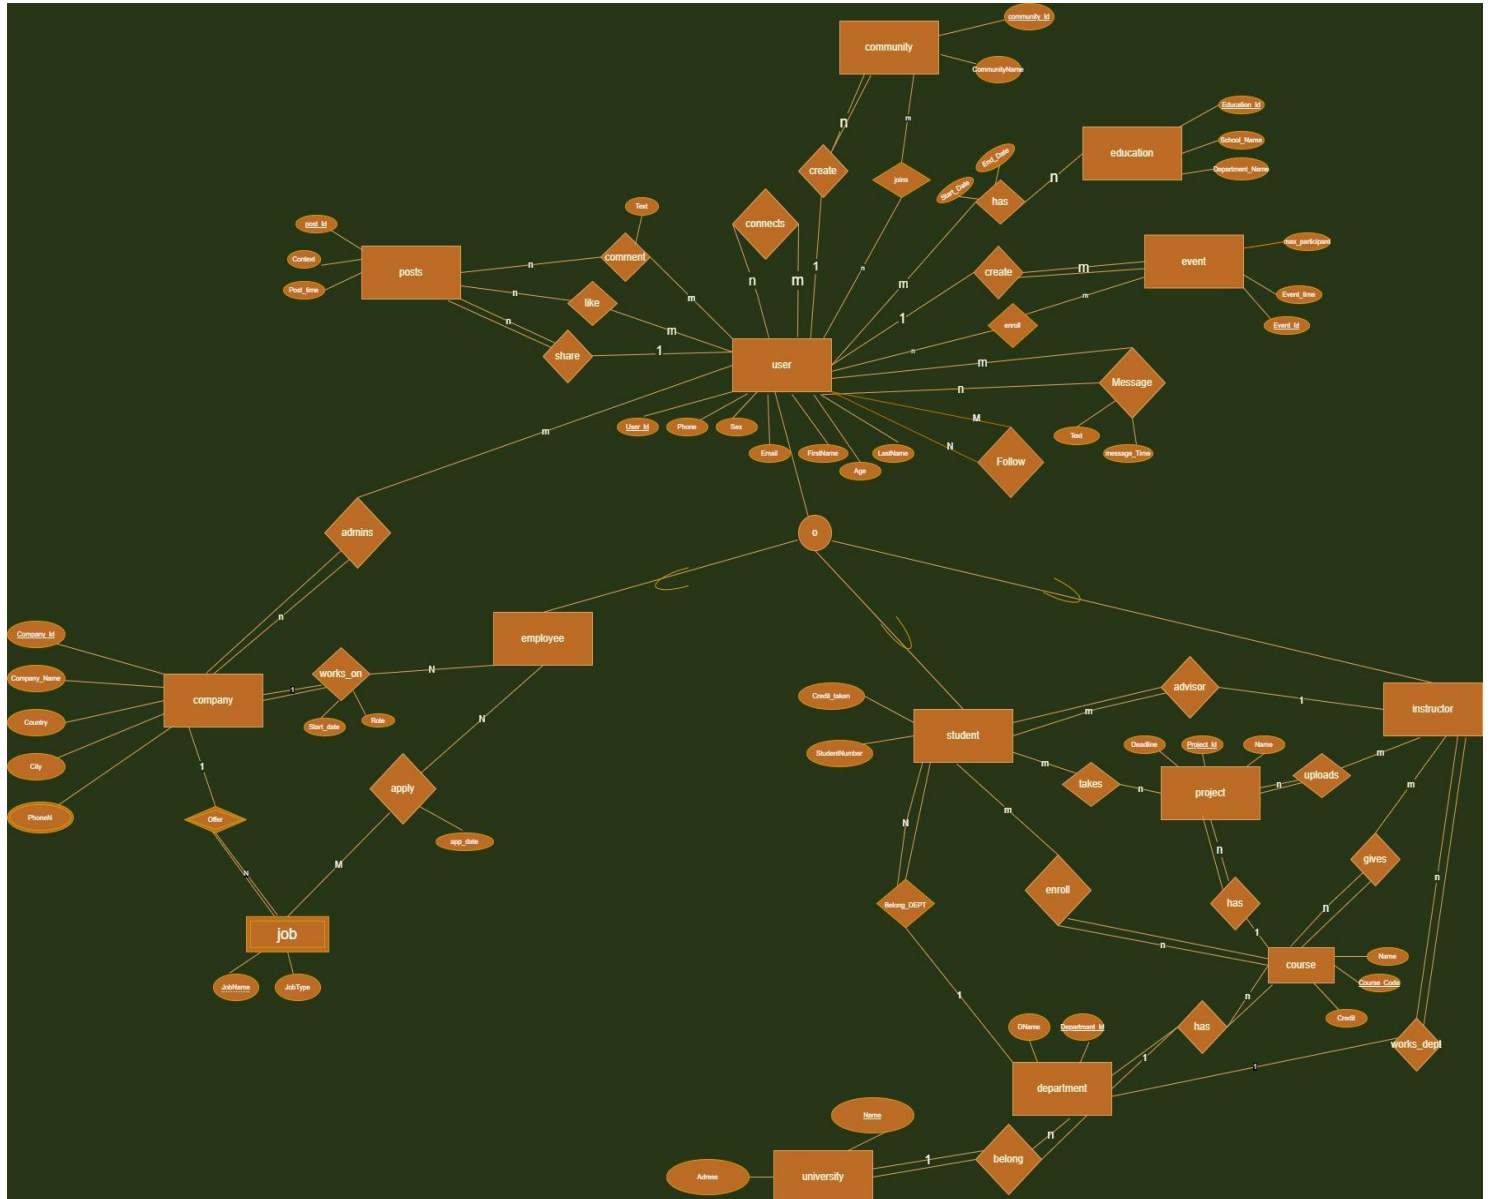 community_Id
community
CommunityName
Education_Id
n
m
End_Date
education
School_Name
create
joins
Department_Name
n
Start_Date
has
Text
connects
post_Id
max_participant
Context
posts
comment
n
event
n
create
m
Post_time
n
m
1
n
m
Event_time
n
like
m
m
1
enroll
Event_Id
n
m
share
1
user
n
m
Message
n
M
User_Id
Phone
Sex
Email
FirstName
LastName
Age
N
Follow
Text
message_Time
m
admins
o
n
Company_Id
employee
Company_Name
works_on
N
1
company
Country
Start_date
Role
Credit_taken
advisor
m
1
instructor
student
StudentNumber
Deadline
Project_Id
Name
City
1
N
m
takes
n
project
n
uploads
m
apply
PhoneN
Offer
app_date
N
m
n
m
gives
N
M
enroll
Belong_DEPT
has
n
n
job
1
n
course
Name
Course_Code
JobName
JobType
1
n
Credit
DName
Departmant_Id
has
works_dept
1
1
department
Name
n
1
belong
Adress
university